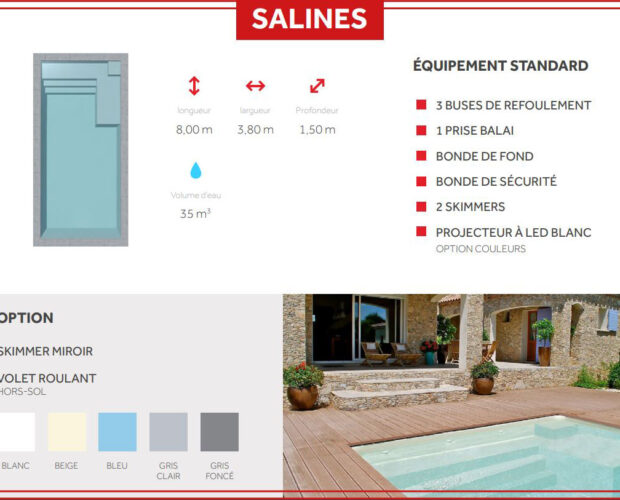 SALINES
longueur
8,00 m
largueur
3,80 m
Profondeur
1,50 m
Volume d'eau
35 m³
ÉQUIPEMENT STANDARD
3 BUSES DE REFOULEMENT
1 PRISE BALAI
BONDE DE FOND
BONDE DE SÉCURITÉ
2 SKIMMERS
PROJECTEUR À LED BLANC
OPTION COULEURS
OPTION
SKIMMER MIROIR
VOLET ROULANT
HORS-SOL
BLANC
BEIGE
BLEU
GRIS
CLAIR
GRIS
FONCÉ